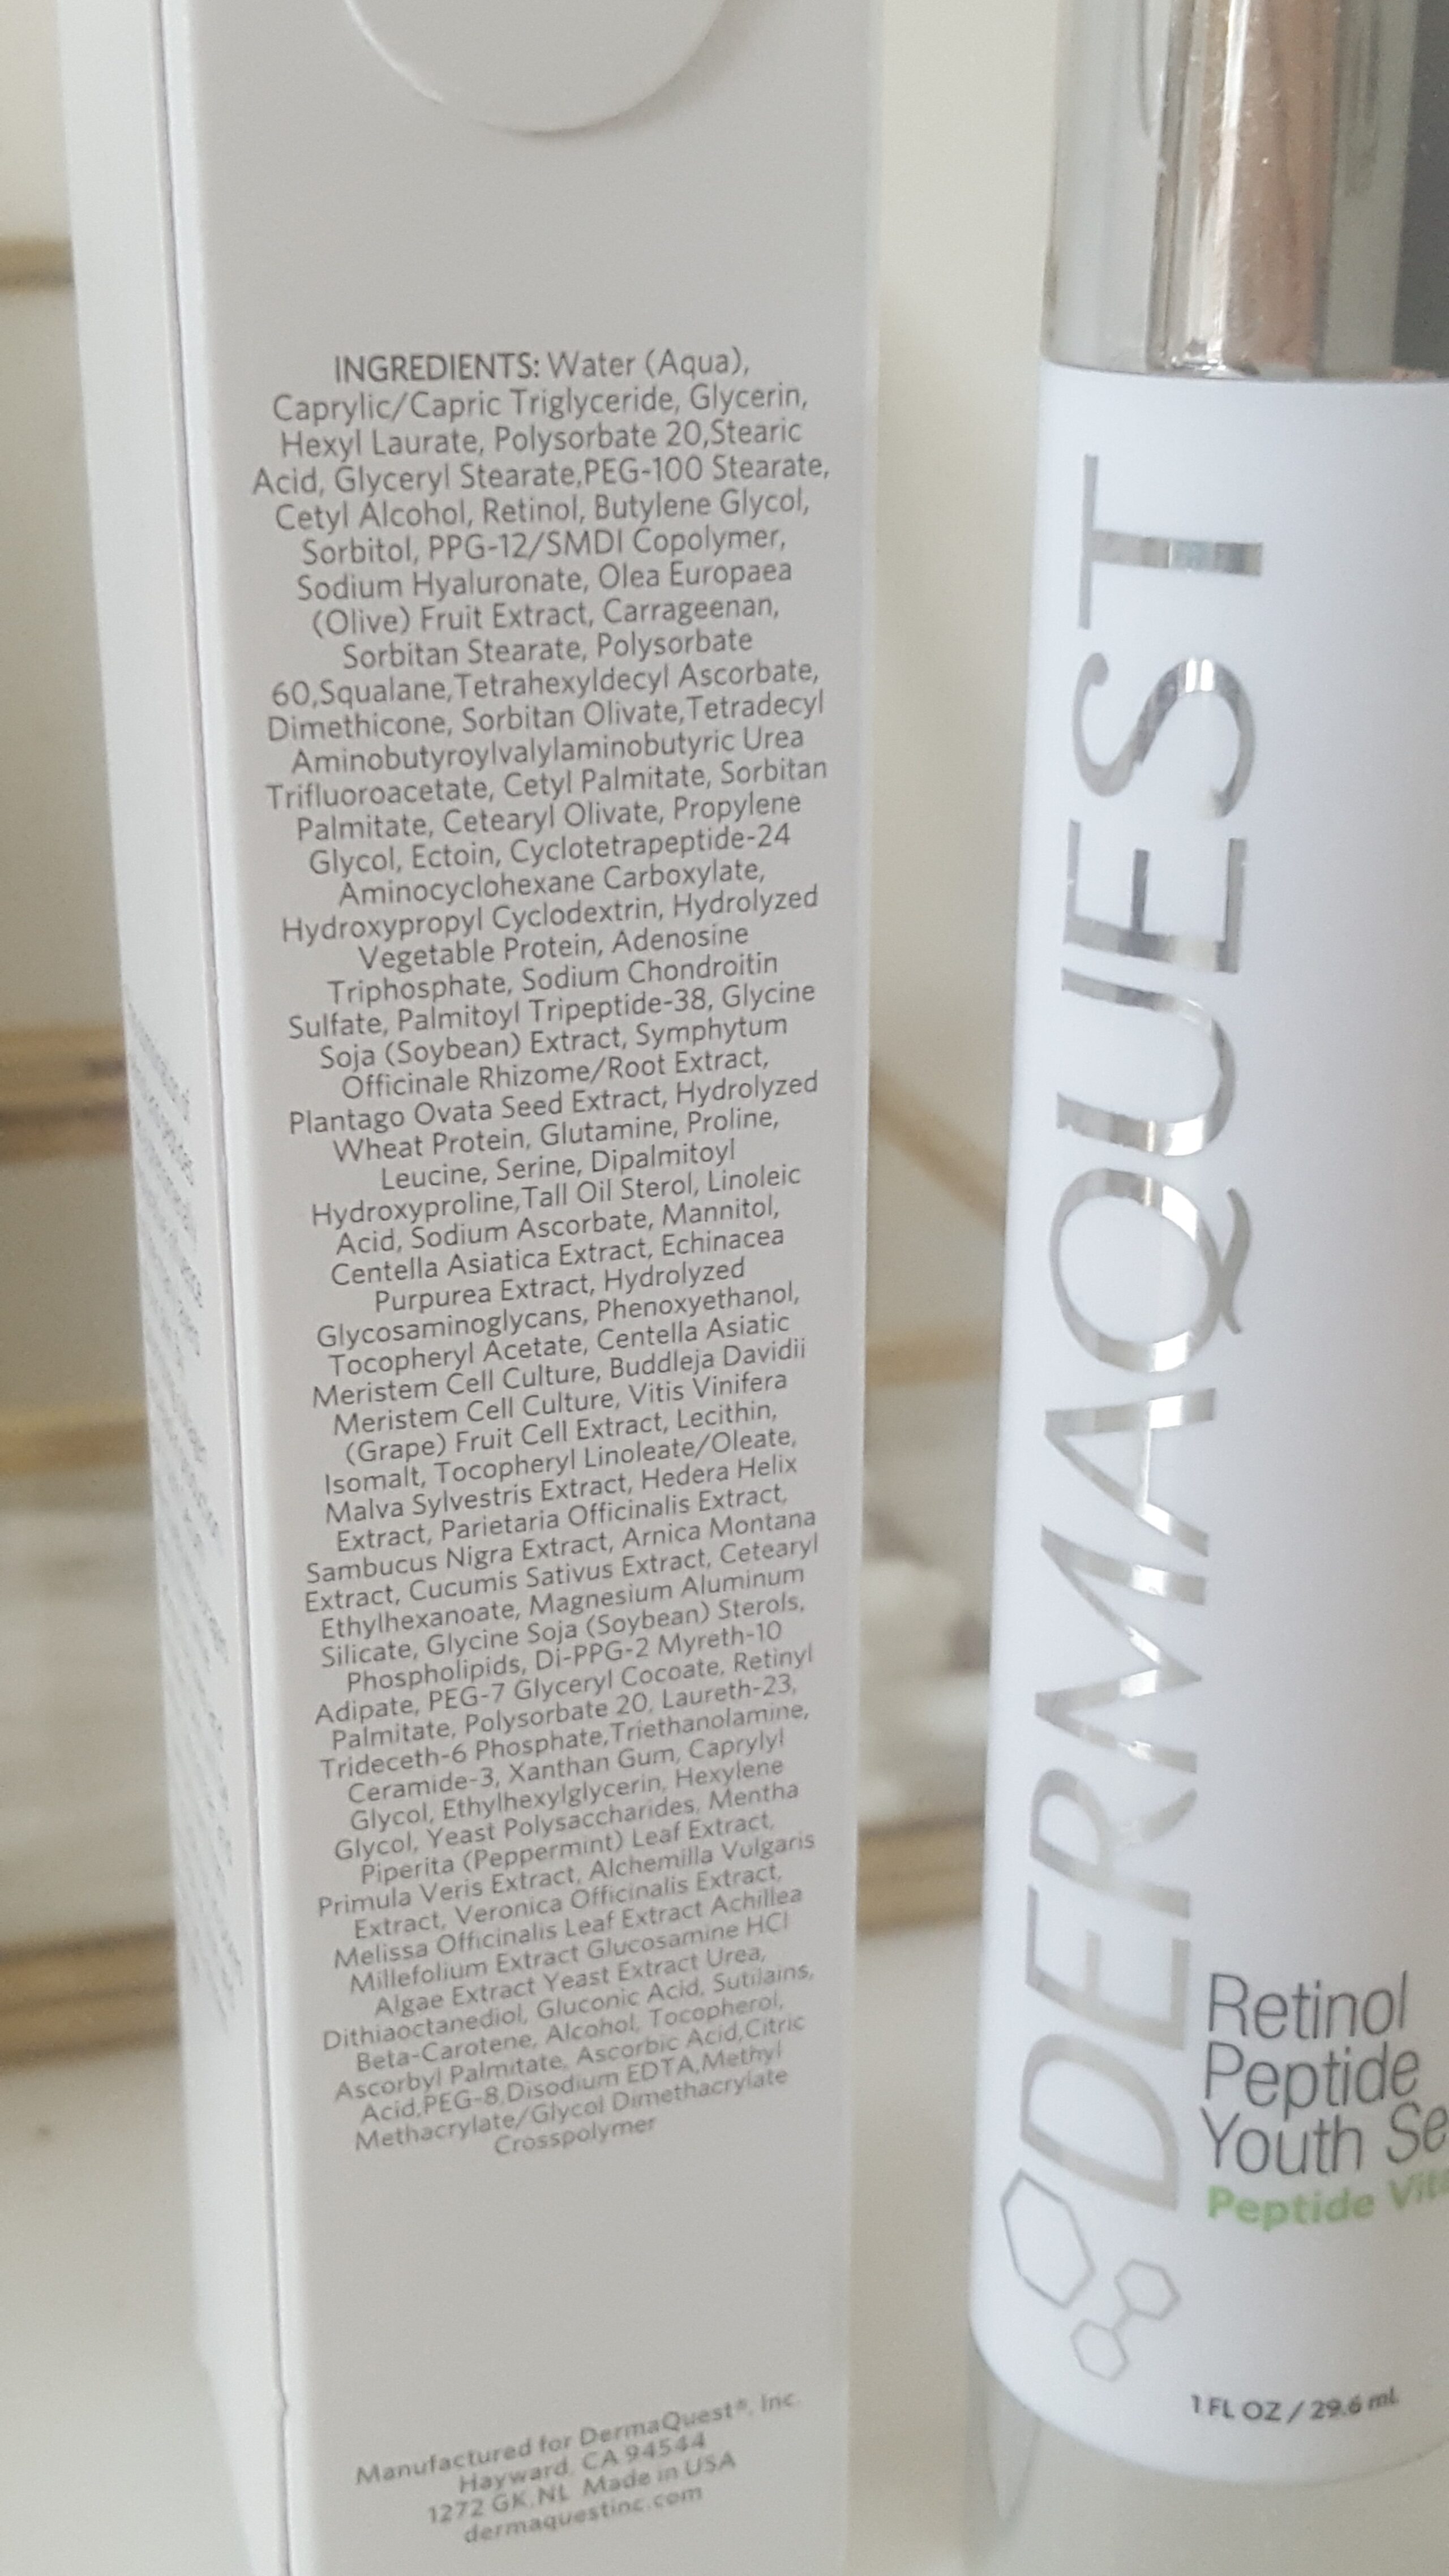 INGREDIENTS: Water (Aqua),
Caprylic/Capric Triglyceride, Glycerin,
Hexyl Laurate, Polysorbate 20,Stearic
Acid, Glyceryl Stearate,PEG-100 Stearate,
Cetyl Alcohol, Retinol, Butylene Glycol,
Sorbitol, PPG-12/SMDI Copolymer,
Sodium Hyaluronate, Olea Europaea
(Olive) Fruit Extract, Carrageenan,
Sorbitan Stearate, Polysorbate
60,Squalane,Tetrahexyldecyl Ascorbate,
Dimethicone, Sorbitan Olivate,Tetradecyl
Aminobutyroylvalylaminobutyric Urea
Trifluoroacetate, Cetyl Palmitate, Sorbitan
Palmitate, Cetearyl Olivate, Propylene
Glycol, Ectoin, Cyclotetrapeptide-24
Aminocyclohexane Carboxylate,
Hydroxypropyl Cyclodextrin, Hydrolyzed
Vegetable Protein, Adenosine
Triphosphate, Sodium Chondroitin
Sulfate, Palmitoyl Tripeptide-38, Glycine
Soja (Soybean) Extract, Symphytum
Officinale Rhizome/Root Extract,
Plantago Ovata Seed Extract, Hydrolyzed
Wheat Protein, Glutamine, Proline,
Leucine, Serine, Dipalmitoyl
Hydroxyproline,Tall Oil Sterol, Linoleic
Acid, Sodium Ascorbate, Mannitol,
Centella Asiatica Extract, Echinacea
Purpurea Extract, Hydrolyzed
Glycosaminoglycans, Phenoxyethanol,
Tocopheryl Acetate, Centella Asiatic
Meristem Cell Culture, Buddleja Davidii
Meristem Cell Culture, Vitis Vinifera
(Grape) Fruit Cell Extract, Lecithin,
Isomalt, Tocopheryl Linoleate/Oleate,
Malva Sylvestris Extract, Hedera Helix
Extract, Parietaria Officinalis Extract,
Sambucus Nigra Extract, Arnica Montana
Extract, Cucumis Sativus Extract, Cetearyl
Ethylhexanoate, Magnesium Aluminum
Silicate, Glycine Soja (Soybean) Sterols,
Phospholipids, Di-PPG-2 Myreth-10
Adipate, PEG-7 Glyceryl Cocoate, Retinyl
Palmitate, Polysorbate 20, Laureth-23,
Trideceth-6 Phosphate,Triethanolamine,
Ceramide-3, Xanthan Gum, Caprylyl
Glycol, Ethylhexylglycerin, Hexylene
Glycol, Yeast Polysaccharides, Mentha
Piperita (Peppermint) Leaf Extract,
Primula Veris Extract, Alchemilla Vulgaris
Extract, Veronica Officinalis Extract,
Melissa Officinalis Leaf Extract Achillea
Millefolium Extract Glucosamine HCl
Algae Extract Yeast Extract Urea,
Dithiaoctanediol, Gluconic Acid, Sutilains,
Beta-Carotene, Alcohol, Tocopherol,
Ascorbyl Palmitate, Ascorbic Acid,Citric
Acid,PEG-8,Disodium EDTA,Methyl
Methacrylate/Glycol Dimethacrylate
Crosspolymer
Manufactured for DermaQuest®, Inc.
Hayward, CA 94544
1272 GK,NL Made in USA
dermaquestinc.com
DERMAQUEST
Retinol
Peptide
Youth Se
Peptide Vit
1 FL OZ / 29.6 mL